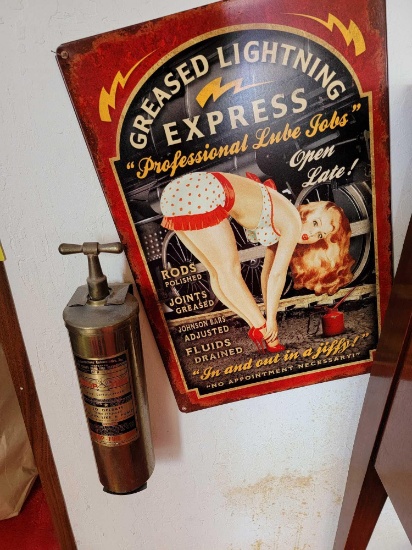 GREASED LIGHTNING
EXPRESS
"Professional Lube Jobs"
Open
Late!
RODS
POLISHED
JOINTS
GREASED
JOHNSON BARS
ADJUSTED
FLUIDS
DRAINED
"In and out in a jiffy!"
"NO APPOINTMENT NECESSARY!"